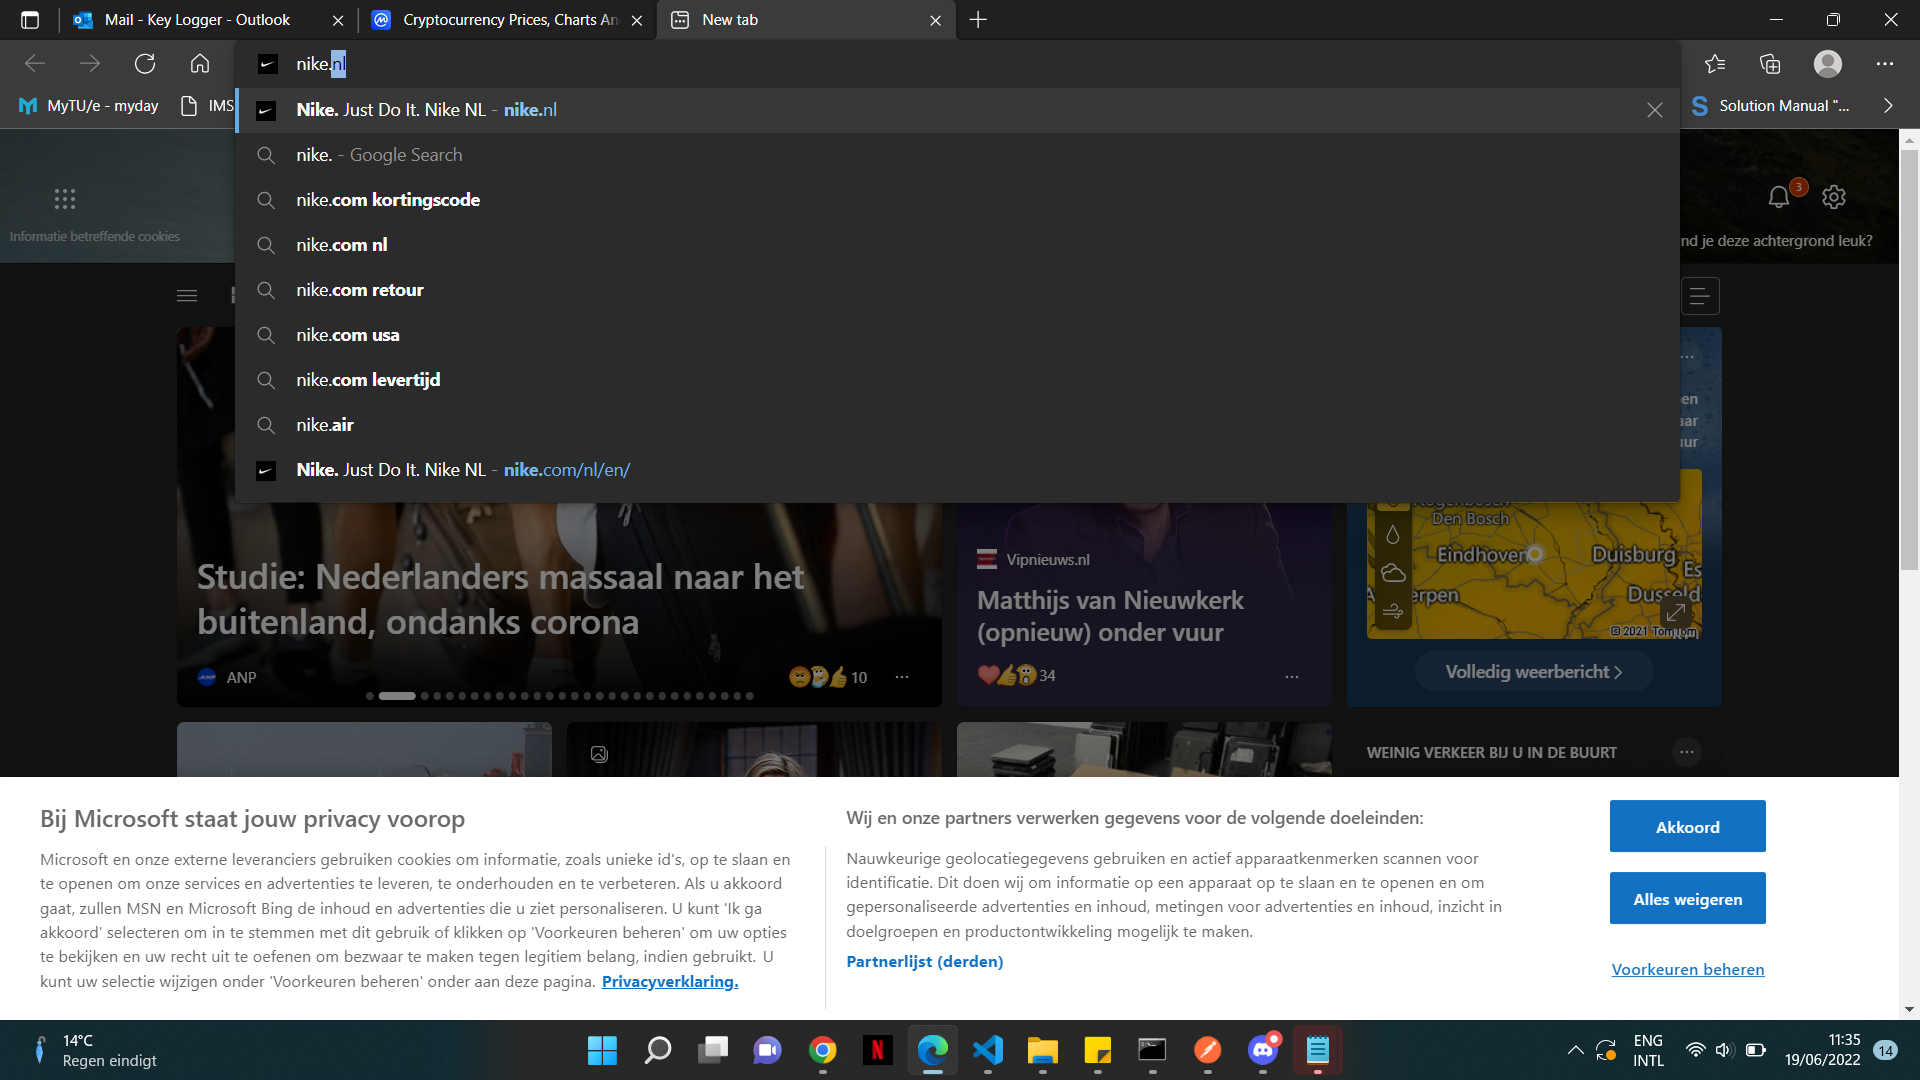 Mail - Key Logger - Outlook
Cryptocurrency Prices, Charts An
New tab
nike.nl
MyTU/e - myday
IMS
Solution Manual "...
Nike. Just Do It. Nike NL - nike.nl
nike. - Google Search
nike.com kortingscode
nike.com nl
nike.com retour
nike.com usa
nike.com levertijd
nike.air
Nike. Just Do It. Nike NL - nike.com/nl/en/
Informatie betreffende cookies
3
nd je deze achtergrond leuk?
en
aar
uur
Den Bosch
Eindhoven
Duisburg
Es
erpen
Dusseld
© 2021 TomTom
Volledig weerbericht
Studie: Nederlanders massaal naar het
buitenland, ondanks corona
ANP
10
Vipnieuws.nl
Matthijs van Nieuwkerk
(opnieuw) onder vuur
34
WEINIG VERKEER BIJ U IN DE BUURT
Bij Microsoft staat jouw privacy voorop
Microsoft en onze externe leveranciers gebruiken cookies om informatie, zoals unieke id's, op te slaan en
te openen om onze services en advertenties te leveren, te onderhouden en te verbeteren. Als u akkoord
gaat, zullen MSN en Microsoft Bing de inhoud en advertenties die u ziet personaliseren. U kunt 'Ik ga
akkoord' selecteren om in te stemmen met dit gebruik of klikken op 'Voorkeuren beheren' om uw opties
te bekijken en uw recht uit te oefenen om bezwaar te maken tegen legitiem belang, indien gebruikt. U
kunt uw selectie wijzigen onder 'Voorkeuren beheren' onder aan deze pagina. Privacyverklaring.
Wij en onze partners verwerken gegevens voor de volgende doeleinden:
Nauwkeurige geolocatiegegevens gebruiken en actief apparaatkenmerken scannen voor
identificatie. Dit doen wij om informatie op een apparaat op te slaan en te openen en om
gepersonaliseerde advertenties en inhoud, metingen voor advertenties en inhoud, inzicht in
doelgroepen en productontwikkeling mogelijk te maken.
Partnerlijst (derden)
Akkoord
Alles weigeren
Voorkeuren beheren
14°C
Regen eindigt
ENG
INTL
11:35
19/06/2022
14